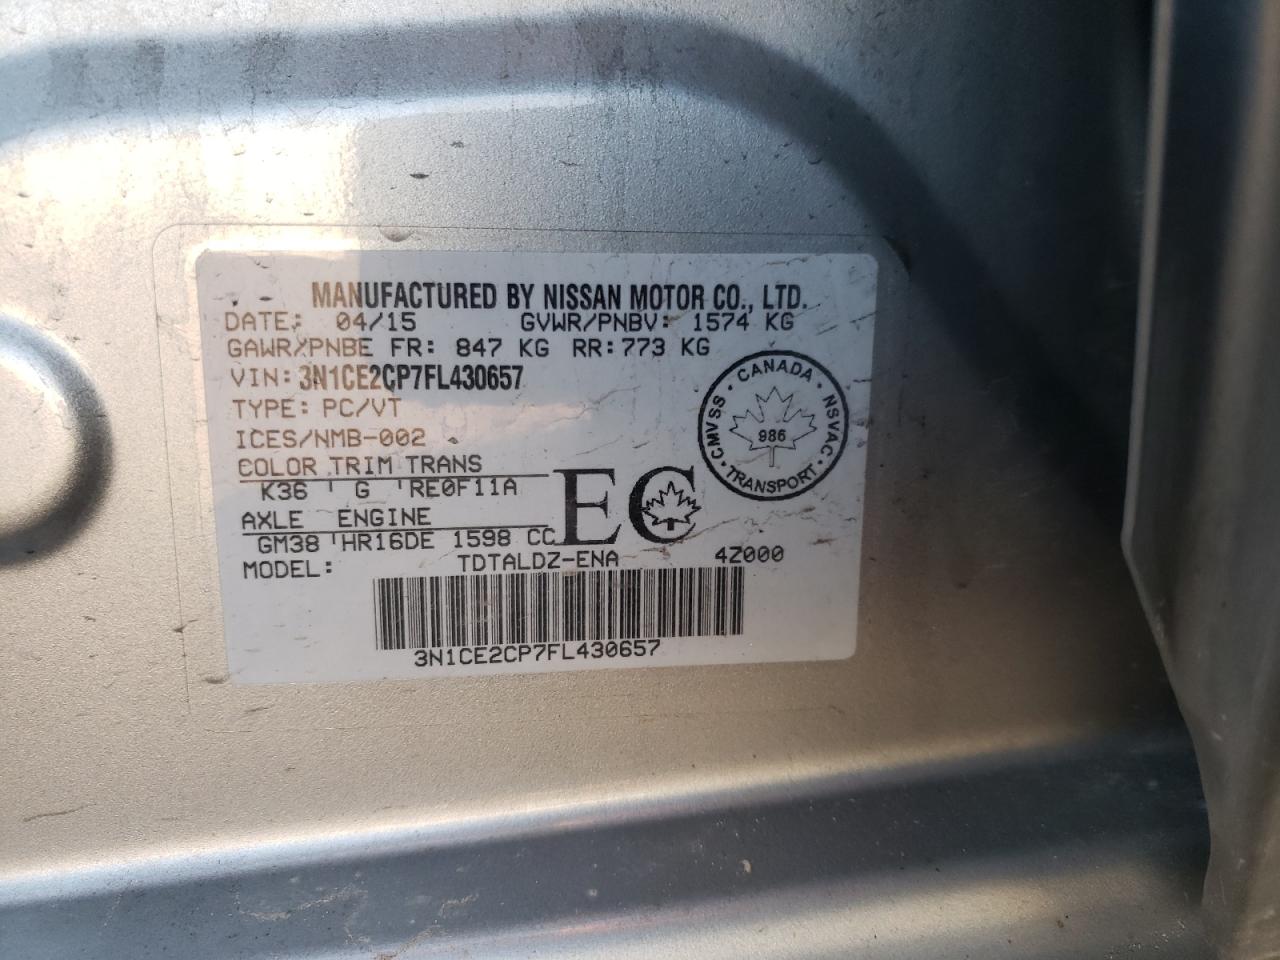 MANUFACTURED BY NISSAN MOTOR CO., LTD.
DATE: 04/15 GVWR/PNBV: 1574 KG
GAWR/PNBE FR: 847 KG RR: 773 KG
VIN: 3N1CE2CP7FL430657
TYPE: PC/VT
ICES/NMB-002
COLOR TRIM TRANS
K36 G RE0F11A
AXLE ENGINE
GM38 HR16DE 1598 CC
MODEL: TDTALDZ-ENA 4Z000
3N1CE2CP7FL430657
EC
CANADA · NSVAC · TRANSPORT · CMVSS ·
986